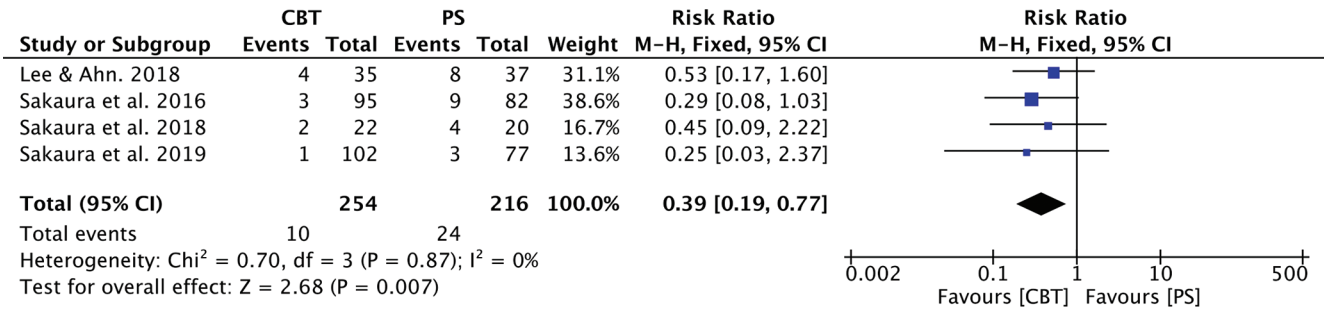 CBT PS Risk Ratio Risk Ratio
Study or Subgroup Events Total Events Total Weight M-H, Fixed, 95% CI M-H, Fixed, 95% CI
Lee & Ahn. 2018 4 35 8 37 31.1% 0.53 [0.17, 1.60]
Sakaura et al. 2016 3 95 9 82 38.6% 0.29 [0.08, 1.03]
Sakaura et al. 2018 2 22 4 20 16.7% 0.45 [0.09, 2.22]
Sakaura et al. 2019 1 102 3 77 13.6% 0.25 [0.03, 2.37]
Total (95% CI) 254 216 100.0% 0.39 [0.19, 0.77]
Total events 10 24
Heterogeneity: Chi² = 0.70, df = 3 (P = 0.87); I² = 0%
Test for overall effect: Z = 2.68 (P = 0.007)
0.002 0.1 1 10 500
Favours [CBT] Favours [PS]